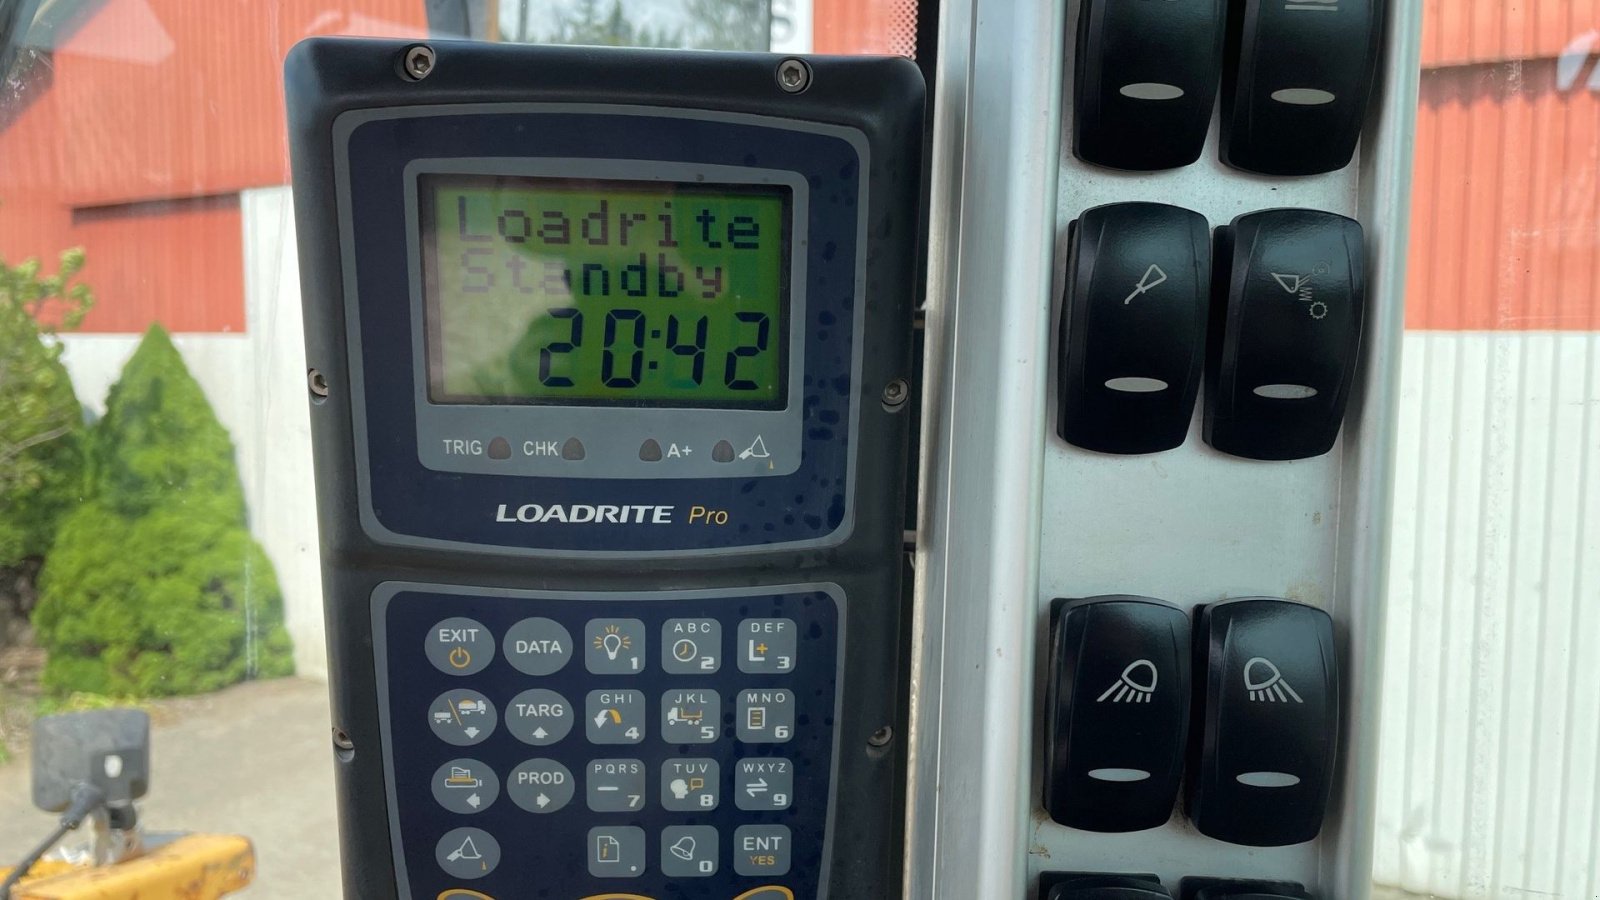 S
Loadrite
Standby
20:42
TRIG CHK A+
LOADRITE Pro
EXIT DATA 1 ABC 2 DEF L+ 3
TARG GHI 4 JKL 5 MNO 6
PROD PQRS - 7 TUV 8 WXYZ 9
i . 0 ENT YES